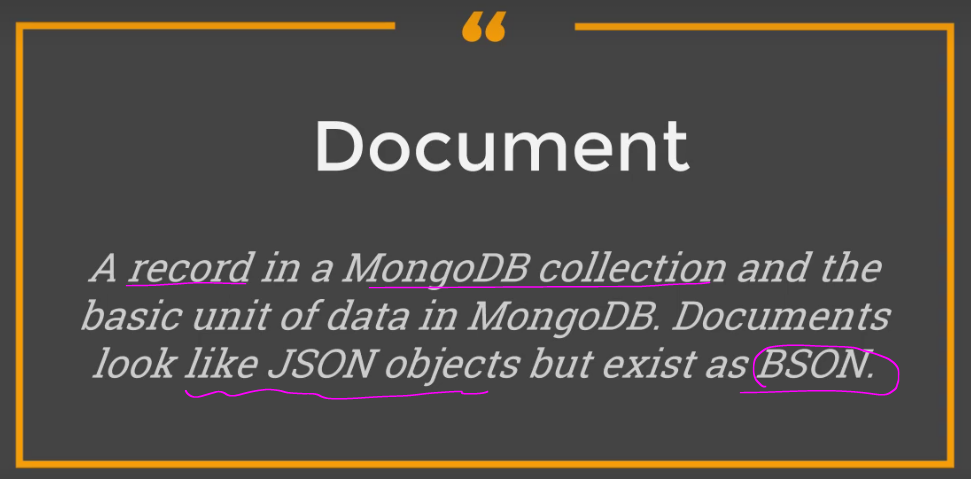 “
Document
A record in a MongoDB collection and the
basic unit of data in MongoDB. Documents
look like JSON objects but exist as BSON.